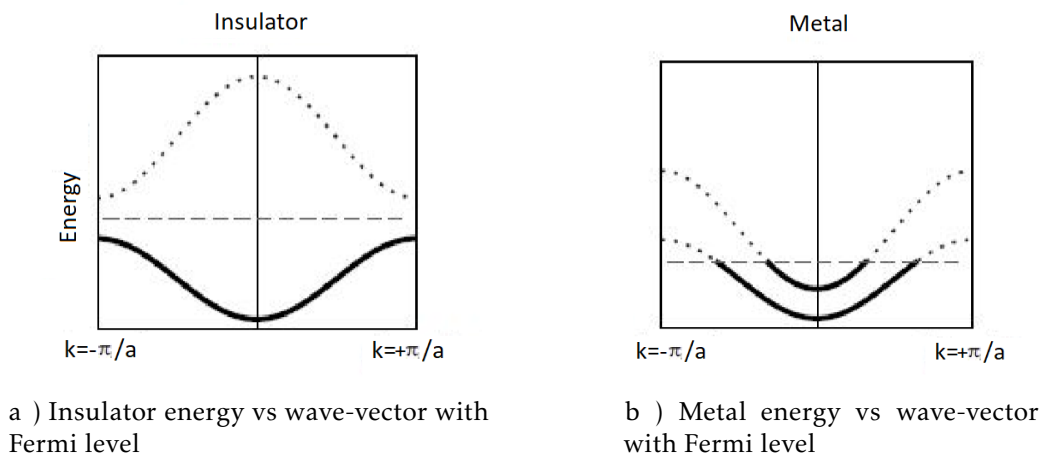 Insulator
Metal
Energy
k=-π/a
k=+π/a
k=-π/a
k=+π/a
a ) Insulator energy vs wave-vector with
Fermi level
b ) Metal energy vs wave-vector
with Fermi level